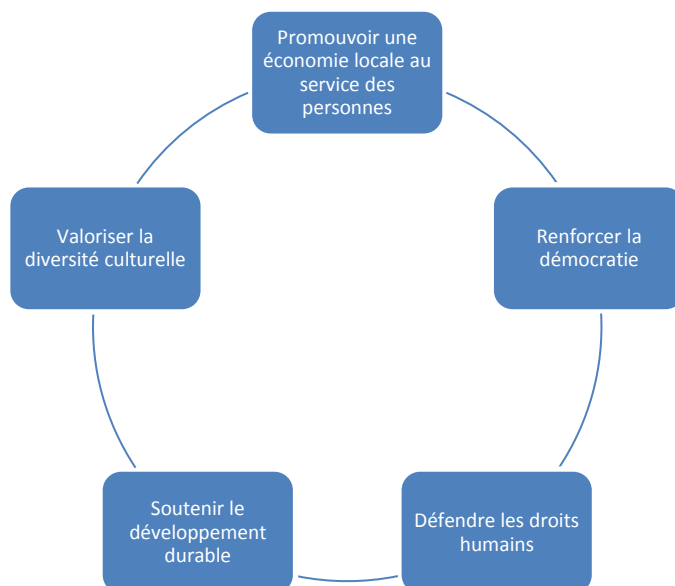 Promouvoir une
économie locale au
service des
personnes
Renforcer la
démocratie
Défendre les droits
humains
Soutenir le
développement
durable
Valoriser la
diversité culturelle